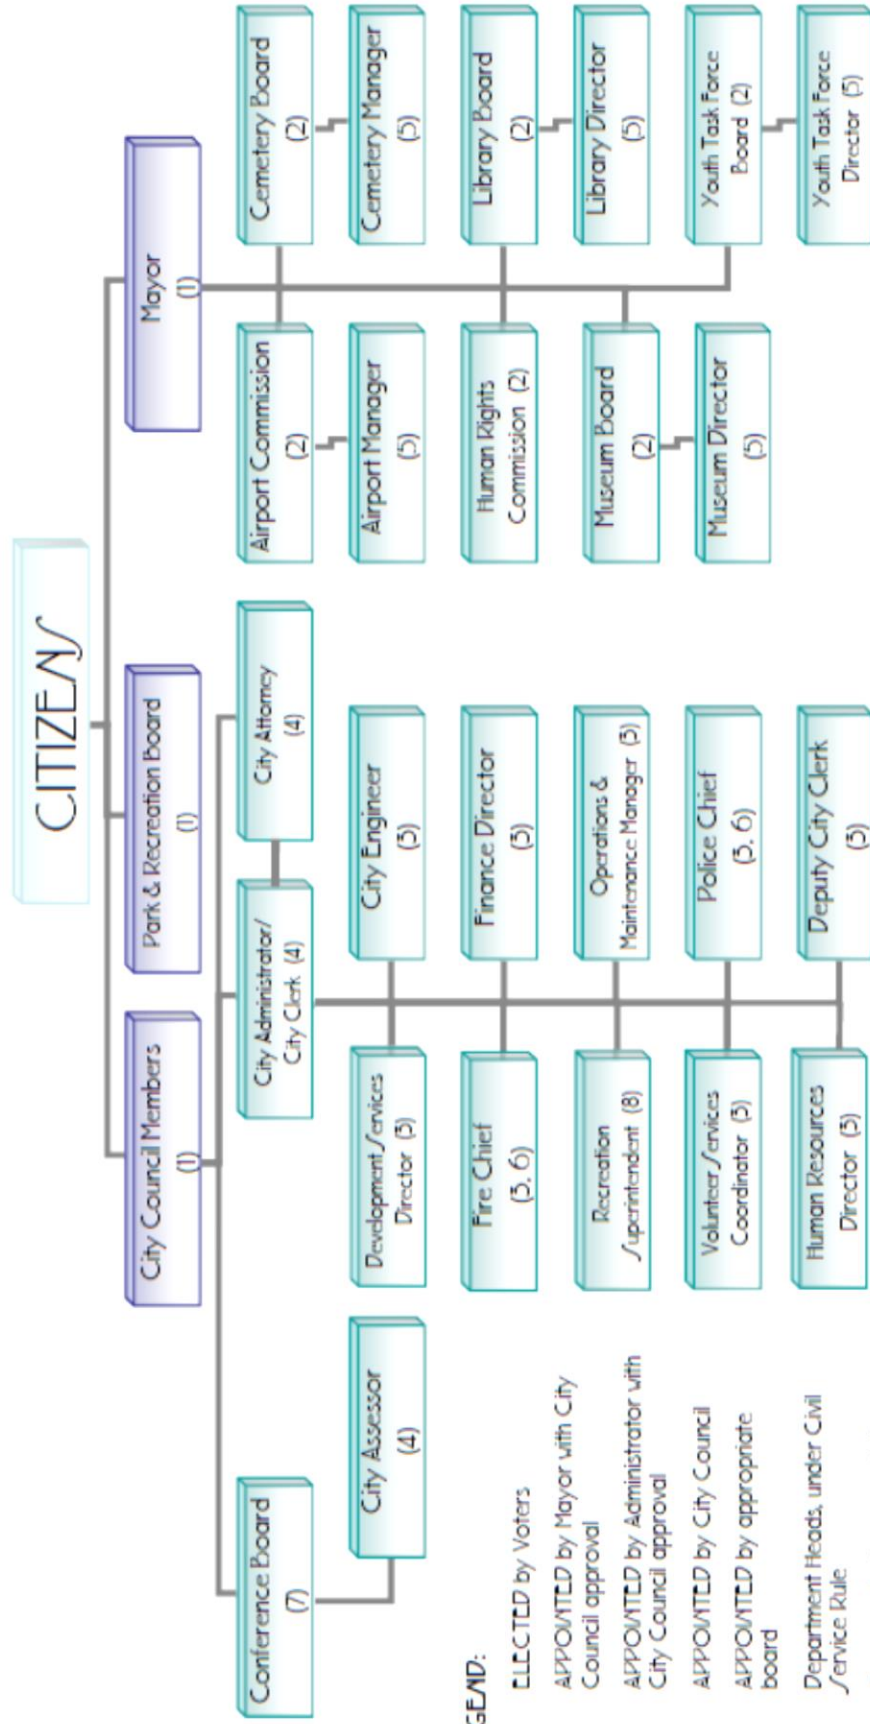 CITIZENS
City Council Members
(1)
Park & Recreation Board
(1)
Mayor
(1)
Conference Board
(7)
City Assessor
(4)
City Administrator/
City Clerk (4)
City Attorney
(4)
Development Services
Director (3)
City Engineer
(3)
Fire Chief
(3, 6)
Finance Director
(3)
Recreation
Superintendent (8)
Operations &
Maintenance Manager (3)
Volunteer Services
Coordinator (3)
Police Chief
(3, 6)
Human Resources
Director (3)
Deputy City Clerk
(3)
Airport Commission
(2)
Airport Manager
(5)
Human Rights
Commission (2)
Museum Board
(2)
Museum Director
(5)
Cemetery Board
(2)
Cemetery Manager
(5)
Library Board
(2)
Library Director
(5)
Youth Task Force
Board (2)
Youth Task Force
Director (5)
GEND:
ELECTED by Voters
APPOINTED by Mayor with City
Council approval
APPOINTED by Administrator with
City Council approval
APPOINTED by City Council
APPOINTED by appropriate
board
Department Heads, under Civil
Service Rule